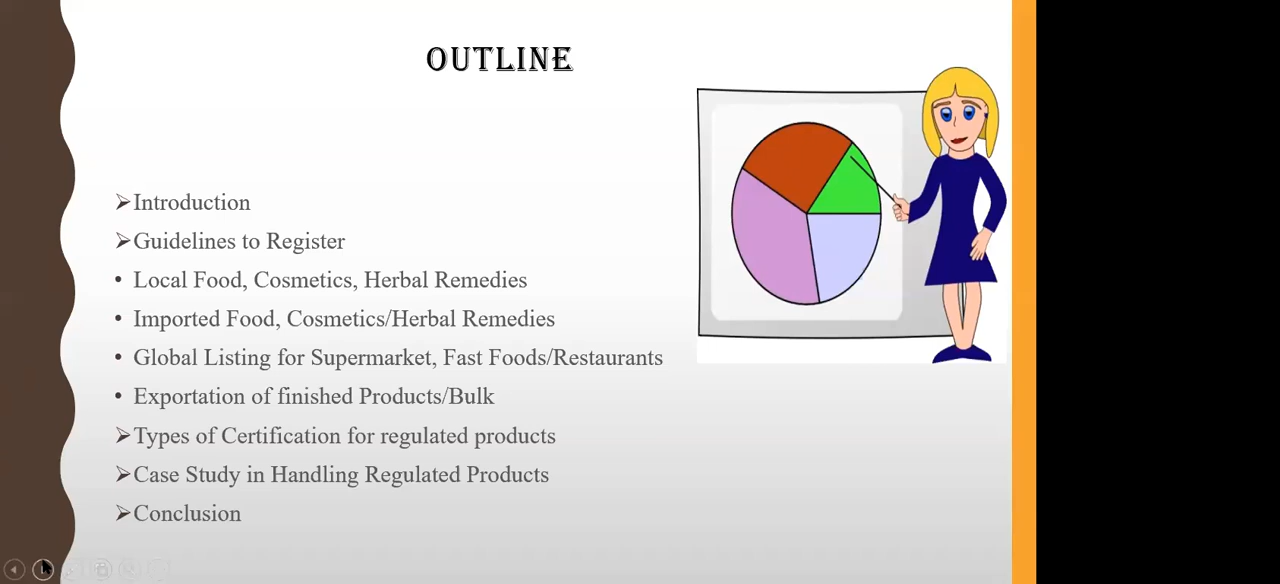 OUTLINE
➢Introduction
➢Guidelines to Register
• Local Food, Cosmetics, Herbal Remedies
• Imported Food, Cosmetics/Herbal Remedies
• Global Listing for Supermarket, Fast Foods/Restaurants
• Exportation of finished Products/Bulk
➢Types of Certification for regulated products
➢Case Study in Handling Regulated Products
➢Conclusion